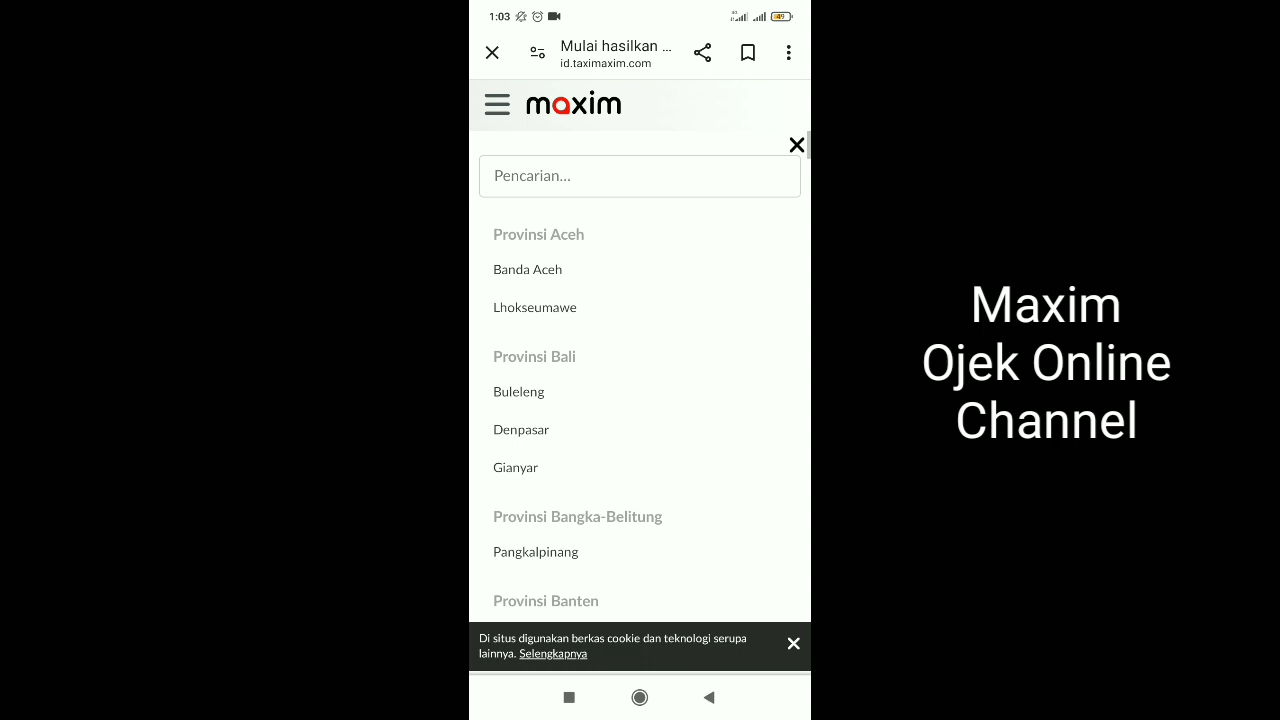 1:03
4G
49
Mulai hasilkan ...
id.taximaxim.com
maxim
Pencarian...
Provinsi Aceh
Banda Aceh
Lhokseumawe
Provinsi Bali
Buleleng
Denpasar
Gianyar
Provinsi Bangka-Belitung
Pangkalpinang
Provinsi Banten
Di situs digunakan berkas cookie dan teknologi serupa
lainnya. Selengkapnya
Maxim
Ojek Online
Channel